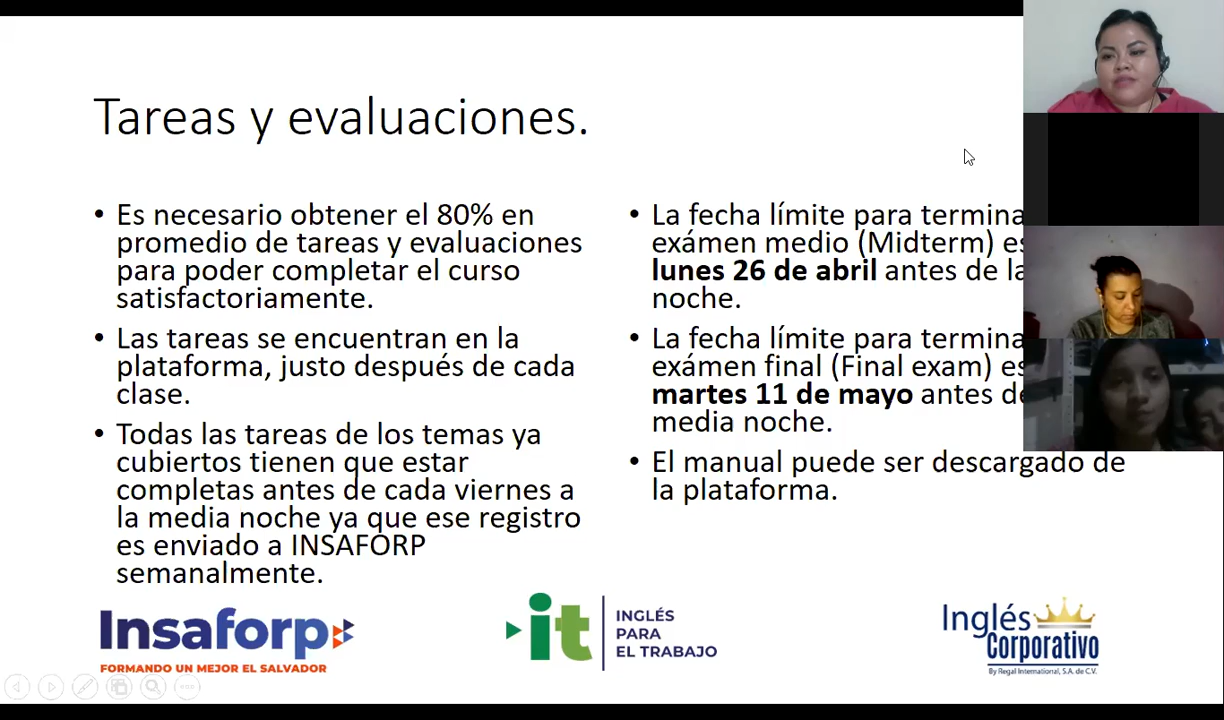 Tareas y evaluaciones.
• Es necesario obtener el 80% en
promedio de tareas y evaluaciones
para poder completar el curso
satisfactoriamente.
• Las tareas se encuentran en la
plataforma, justo después de cada
clase.
• Todas las tareas de los temas ya
cubiertos tienen que estar
completas antes de cada viernes a
la media noche ya que ese registro
es enviado a INSAFORP
semanalmente.
• La fecha límite para termina
exámen medio (Midterm) es
lunes 26 de abril antes de la
noche.
• La fecha límite para termina
exámen final (Final exam) es
martes 11 de mayo antes de
media noche.
• El manual puede ser descargado de
la plataforma.
Insaforp
FORMANDO UN MEJOR EL SALVADOR
it
INGLÉS
PARA
EL TRABAJO
Inglés
Corporativo
By Regal International, S.A. de C.V.